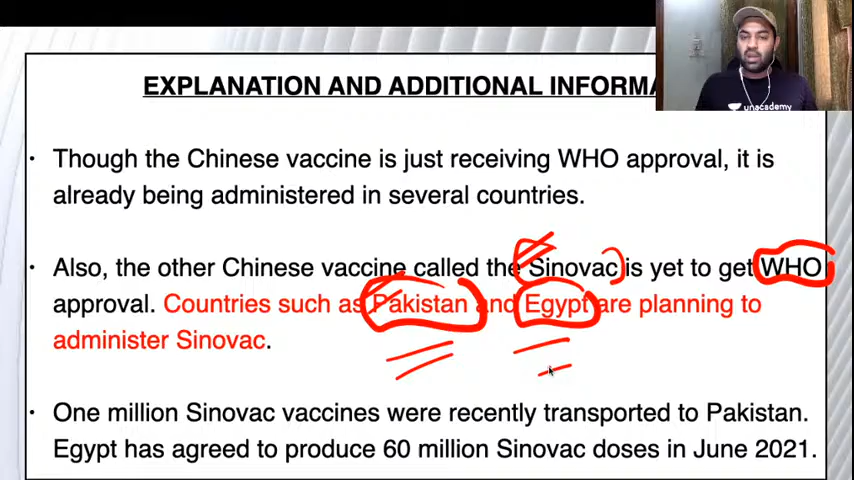 EXPLANATION AND ADDITIONAL INFORMA
unacademy
• Though the Chinese vaccine is just receiving WHO approval, it is
already being administered in several countries.
• Also, the other Chinese vaccine called the Sinovac is yet to get WHO
approval. Countries such as Pakistan and Egypt are planning to
administer Sinovac.
• One million Sinovac vaccines were recently transported to Pakistan.
Egypt has agreed to produce 60 million Sinovac doses in June 2021.